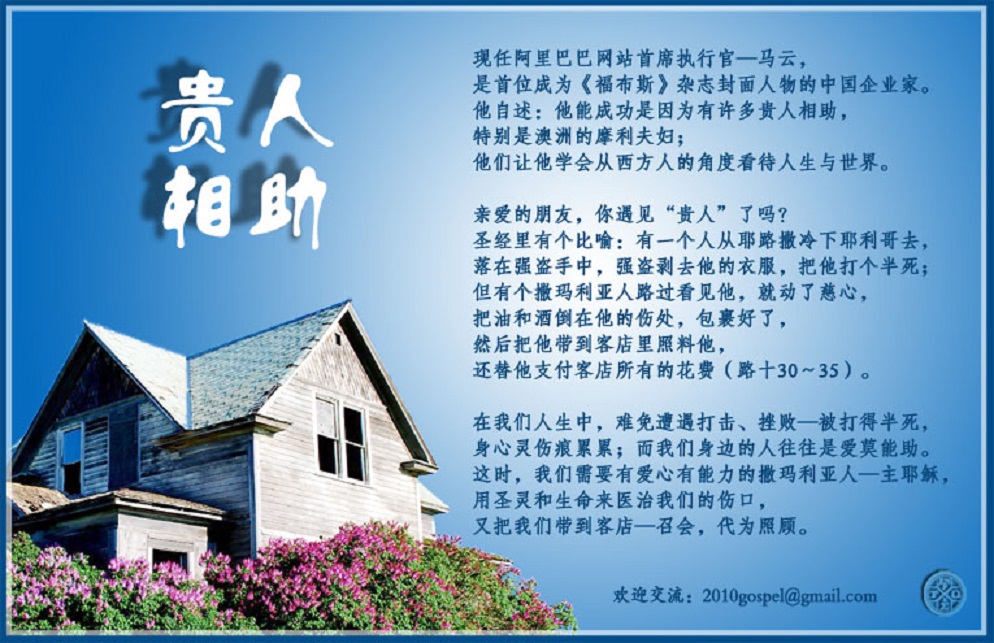 贵人
相助
现任阿里巴巴网站首席执行官—马云，
是首位成为《福布斯》杂志封面人物的中国企业家。
他自述：他能成功是因为有许多贵人相助，
特别是澳洲的摩利夫妇；
他们让他学会从西方人的角度看待人生与世界。
亲爱的朋友，你遇见“贵人”了吗？
圣经里有个比喻：有一个人从耶路撒冷下耶利哥去，
落在强盗手中，强盗剥去他的衣服，把他打个半死；
但有个撒玛利亚人路过看见他，就动了慈心，
把油和酒倒在他的伤处，包裹好了，
然后把他带到客店里照料他，
还替他支付客店所有的花费（路十30～35）。
在我们人生中，难免遭遇打击、挫败—被打得半死，
身心灵伤痕累累；而我们身边的人往往是爱莫能助。
这时，我们需要有爱心有能力的撒玛利亚人—主耶稣，
用圣灵和生命来医治我们的伤口，
又把我们带到客店—召会，代为照顾。
欢迎交流：2010gospel@gmail.com